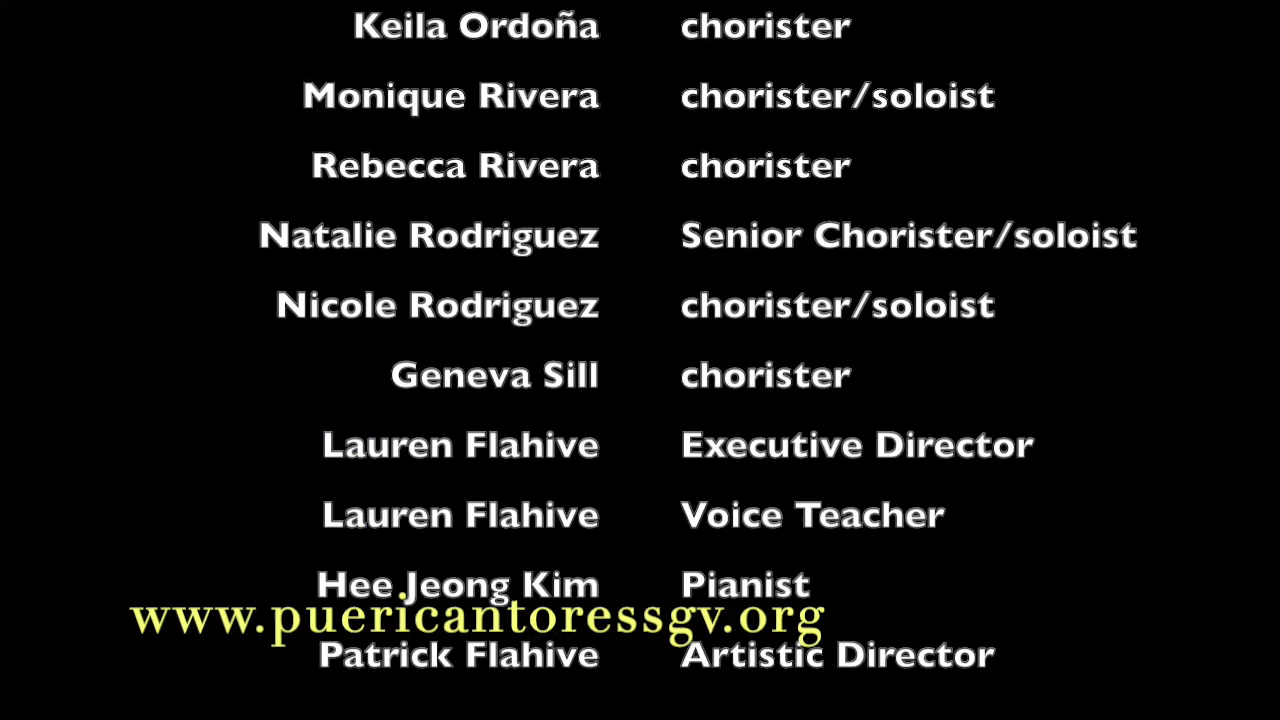 Keila Ordoña chorister
Monique Rivera chorister/soloist
Rebecca Rivera chorister
Natalie Rodriguez Senior Chorister/soloist
Nicole Rodriguez chorister/soloist
Geneva Sill chorister
Lauren Flahive Executive Director
Lauren Flahive Voice Teacher
Hee Jeong Kim Pianist
www.puericantoressgv.org
Patrick Flahive Artistic Director